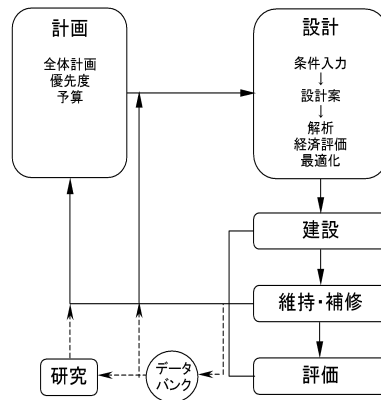 計画
全体計画
優先度
予算
設計
条件入力
↓
設計案
↓
解析
経済評価
最適化
建設
維持・補修
評価
研究
データ
バンク